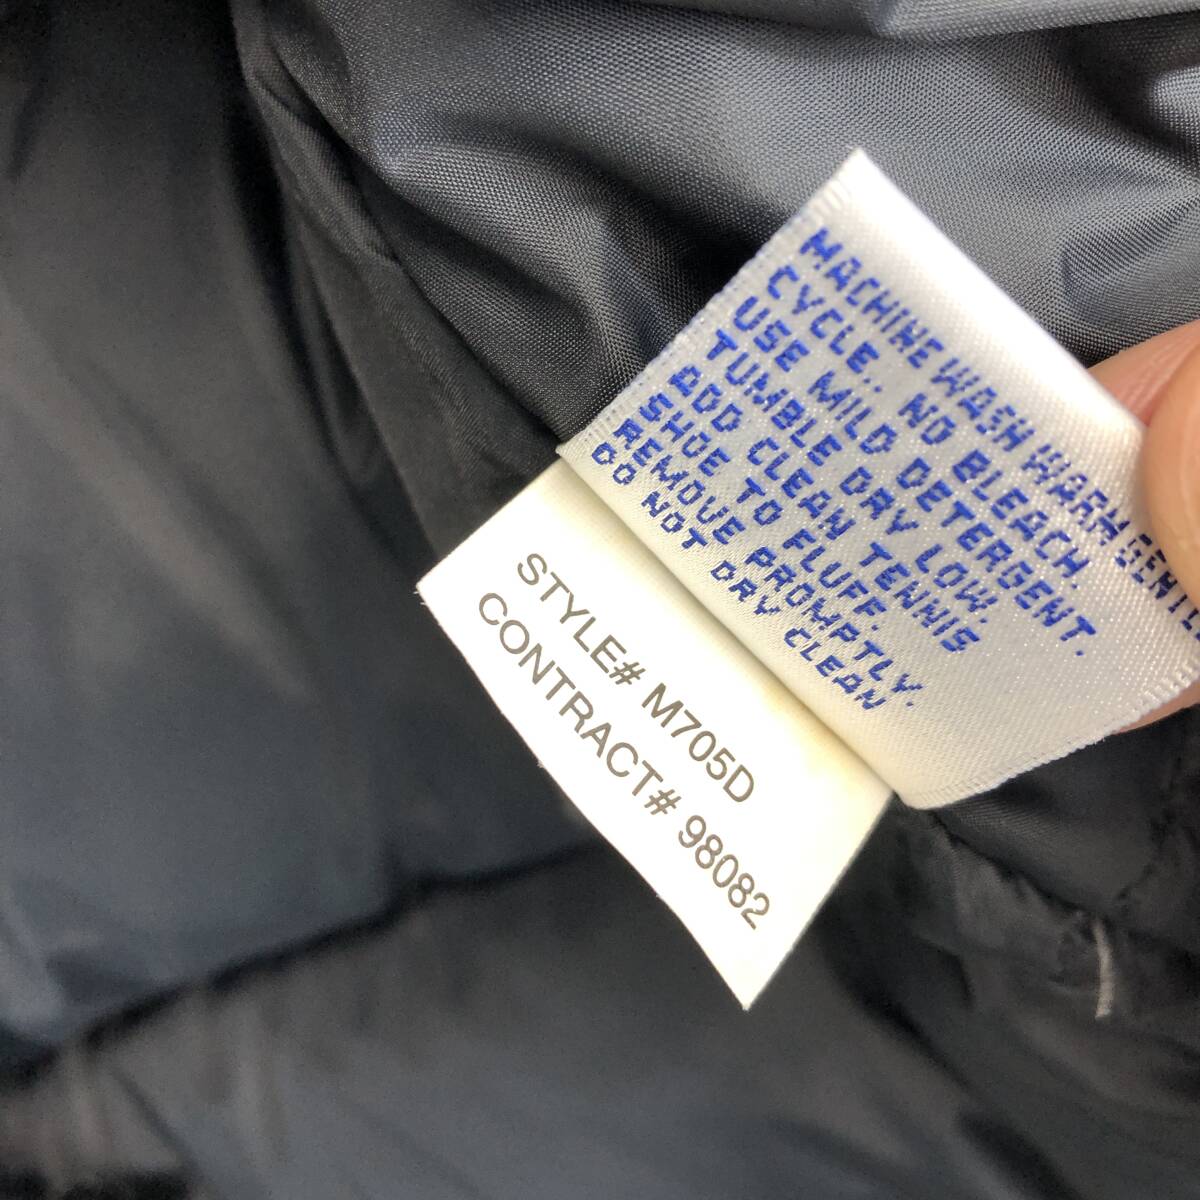 MACHINE WASH WARM GENTLE
CYCLE.. NO BLEACH.
USE MILD DETERGENT.
TUMBLE DRY LOW.
ADD CLEAN TENNIS
SHOE TO FLUFF.
REMOVE PROMPTLY.
DO NOT DRY CLEAN
STYLE# M705D
CONTRACT# 98082